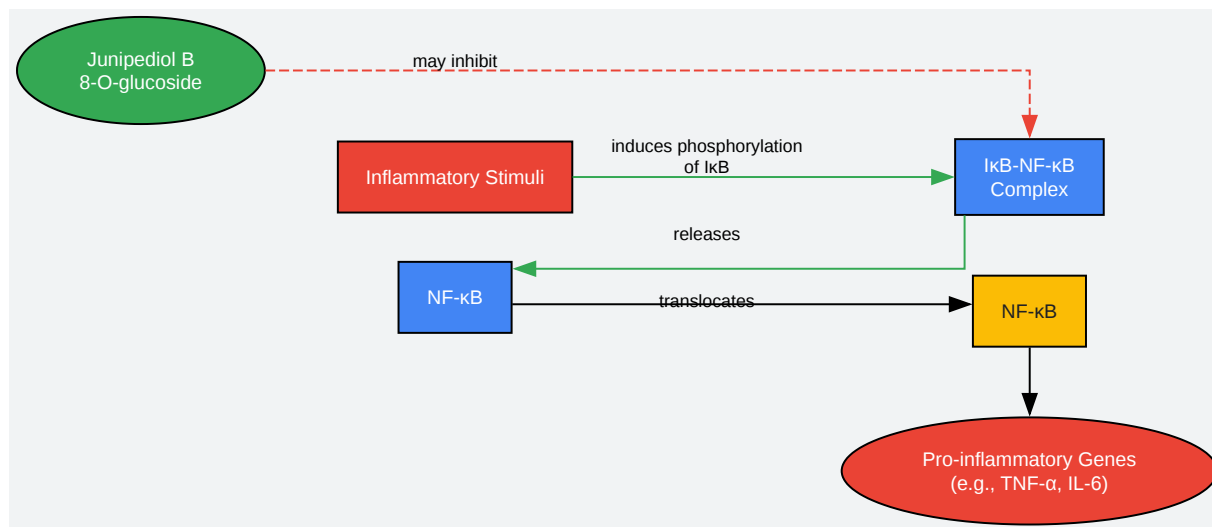 Junipediol B
8-O-glucoside
may inhibit
Inflammatory Stimuli
induces phosphorylation
of IκB
IκB-NF-κB
Complex
releases
NF-κB
translocates
NF-κB
Pro-inflammatory Genes
(e.g., TNF-α, IL-6)